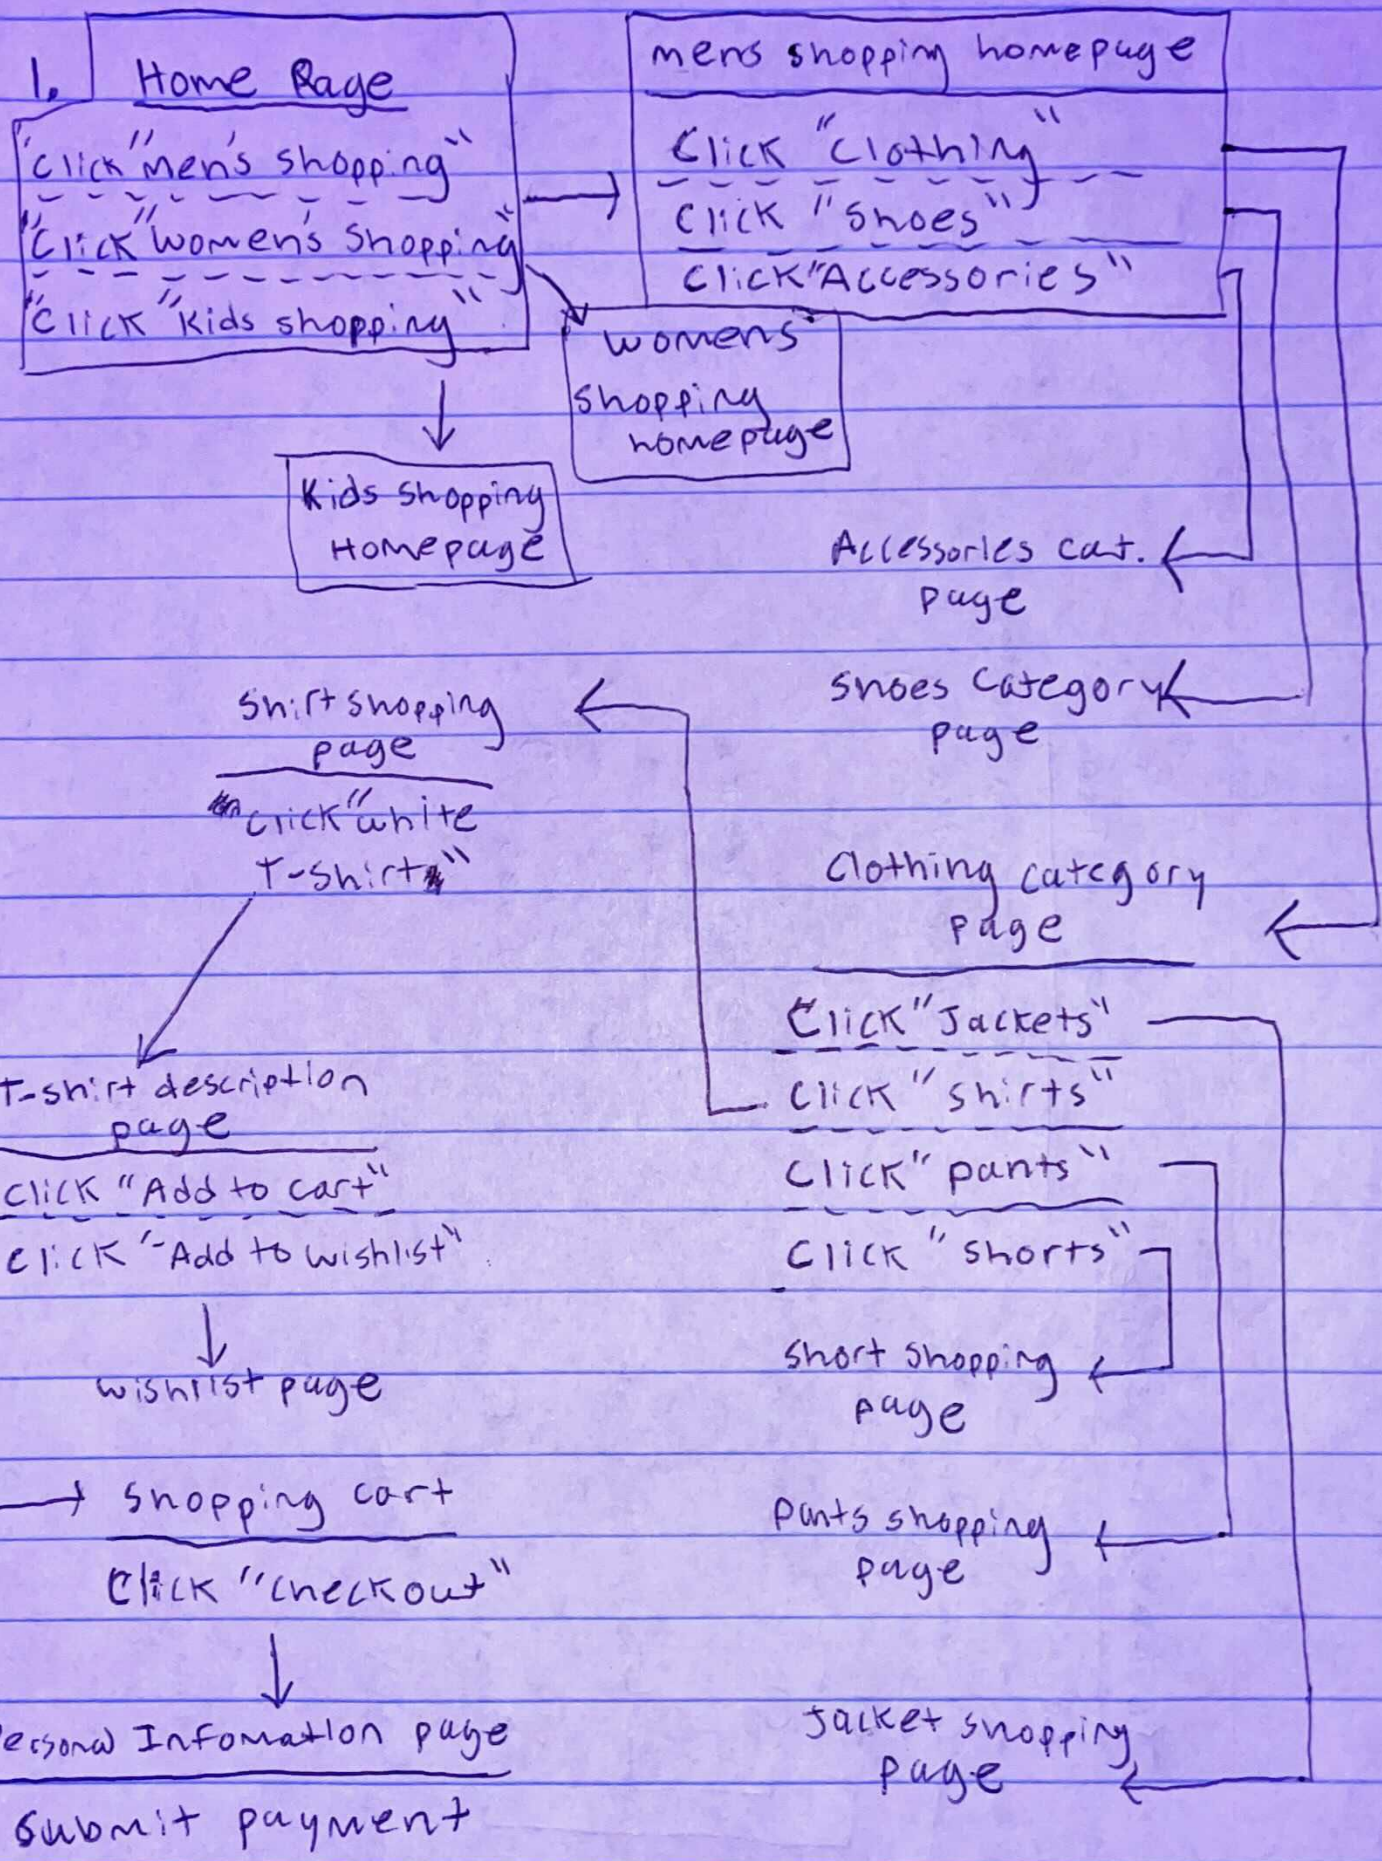 1. Home Page
"Click "Men's shopping"
"Click "Women's Shopping"
"Click "Kids shopping"
mens shopping homepage
Click "Clothing"
Click "Shoes"
Click "Accessories"
womens
shopping
homepage
Kids Shopping
Homepage
Accessories cat.
page
Shoes Category
page
Shirt shopping
page
click "white
T-shirt"
Clothing category
page
Click "Jackets"
Click "shirts"
Click "pants"
Click "shorts"
T-shirt description
page
Click "Add to cart"
Click "Add to wishlist"
wishlist page
short shopping
page
Shopping cart
Click "checkout"
pants shopping
page
Personal Infomation page
Submit payment
Jacket shopping
page